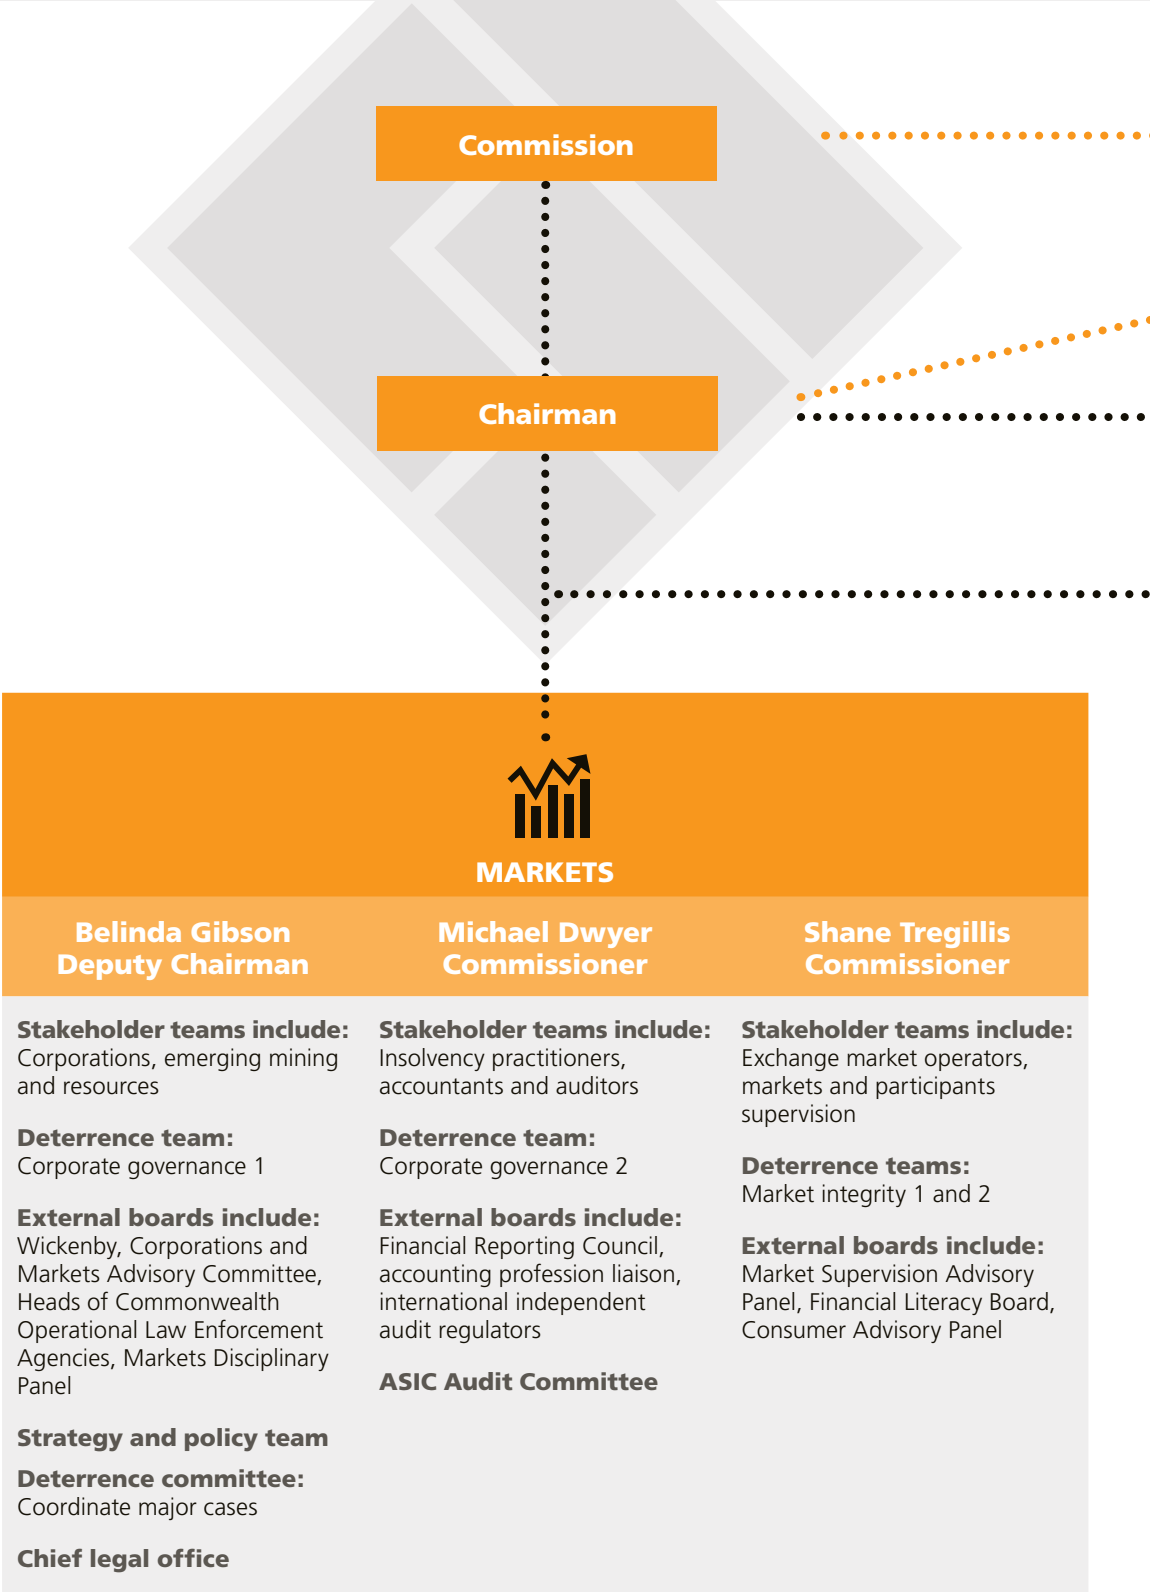 Commission
Chairman
MARKETS
Belinda Gibson
Deputy Chairman
Stakeholder teams include:
Corporations, emerging mining
and resources
Deterrence team:
Corporate governance 1
External boards include:
Wickenby, Corporations and
Markets Advisory Committee,
Heads of Commonwealth
Operational Law Enforcement
Agencies, Markets Disciplinary
Panel
Strategy and policy team
Deterrence committee:
Coordinate major cases
Chief legal office
Michael Dwyer
Commissioner
Stakeholder teams include:
Insolvency practitioners,
accountants and auditors
Deterrence team:
Corporate governance 2
External boards include:
Financial Reporting Council,
accounting profession liaison,
international independent
audit regulators
ASIC Audit Committee
Shane Tregillis
Commissioner
Stakeholder teams include:
Exchange market operators,
markets and participants
supervision
Deterrence teams:
Market integrity 1 and 2
External boards include:
Market Supervision Advisory
Panel, Financial Literacy Board,
Consumer Advisory Panel